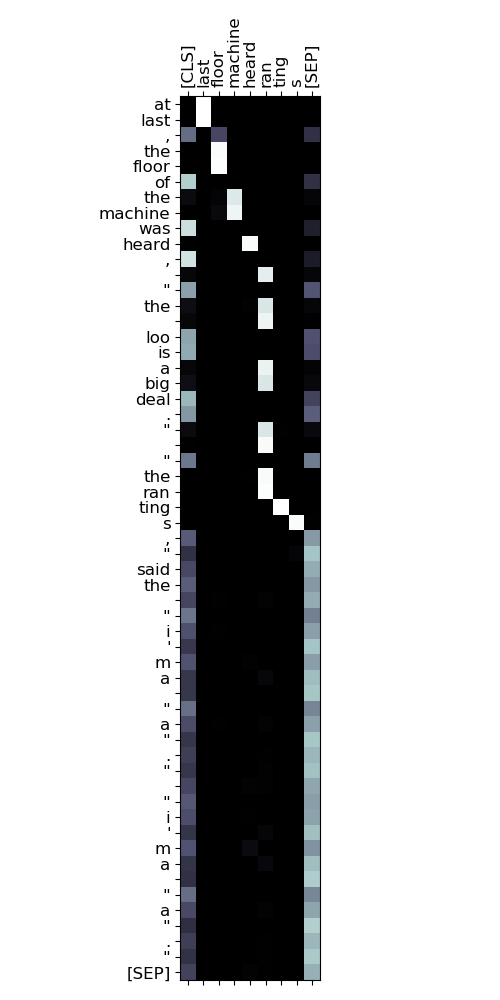 [CLS]
last
floor
machine
heard
ran
ting
s
[SEP]
at
last
,
the
floor
of
the
machine
was
heard
,
"
the
loo
is
a
big
deal
.
"
"
the
ran
ting
s
,
"
said
the
"
i
'
m
a
"
a
"
.
"
"
i
'
m
a
"
a
"
.
"
[SEP]